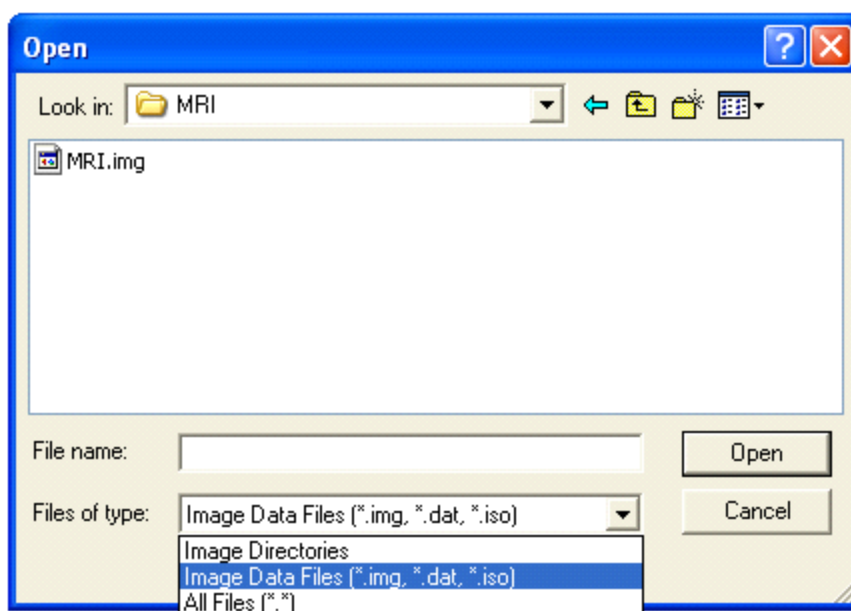 Open
Look in: MRI
MRI.img
File name:
Open
Files of type: Image Data Files (*.img, *.dat, *.iso)
Cancel
Image Directories
Image Data Files (*.img, *.dat, *.iso)
All Files (*.*)